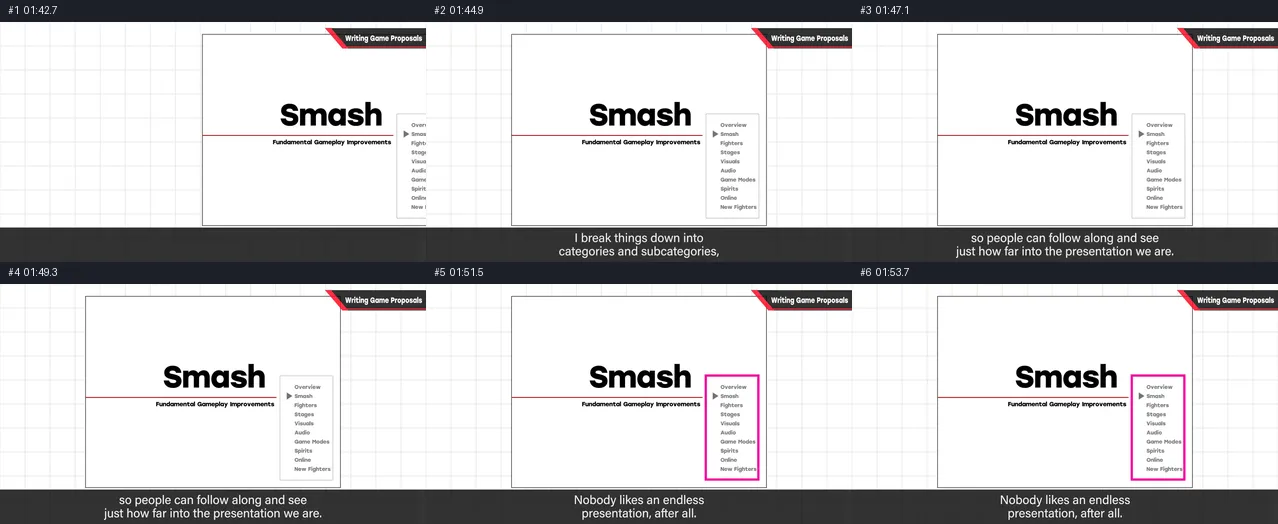 #1 01:42.7
Writing Game Proposals
Smash
Fundamental Gameplay Improvements
Smash
Audio
#2 01:44.9
Writing Game Proposals
Smash
Fundamental Gameplay Improvements
Overview
Smash
Fighters
Stages
Visuals
Audio
Game Modes
Spirits
Online
New Fighters
I break things down into
categories and subcategories,
#3 01:47.1
Writing Game Proposals
Smash
Fundamental Gameplay Improvements
Overview
Smash
Fighters
Stages
Visuals
Audio
Game Modes
Spirits
Online
New Fighters
so people can follow along and see
just how far into the presentation we are.
#4 01:49.3
Writing Game Proposals
Smash
Fundamental Gameplay Improvements
Overview
Smash
Fighters
Stages
Visuals
Audio
Game Modes
Spirits
Online
New Fighters
so people can follow along and see
just how far into the presentation we are.
#5 01:51.5
Writing Game Proposals
Smash
Fundamental Gameplay Improvements
Overview
Smash
Fighters
Stages
Visuals
Audio
Game Modes
Spirits
Online
New Fighters
Nobody likes an endless
presentation, after all.
#6 01:53.7
Writing Game Proposals
Smash
Fundamental Gameplay Improvements
Overview
Smash
Fighters
Stages
Visuals
Audio
Game Modes
Spirits
Online
New Fighters
Nobody likes an endless
presentation, after all.